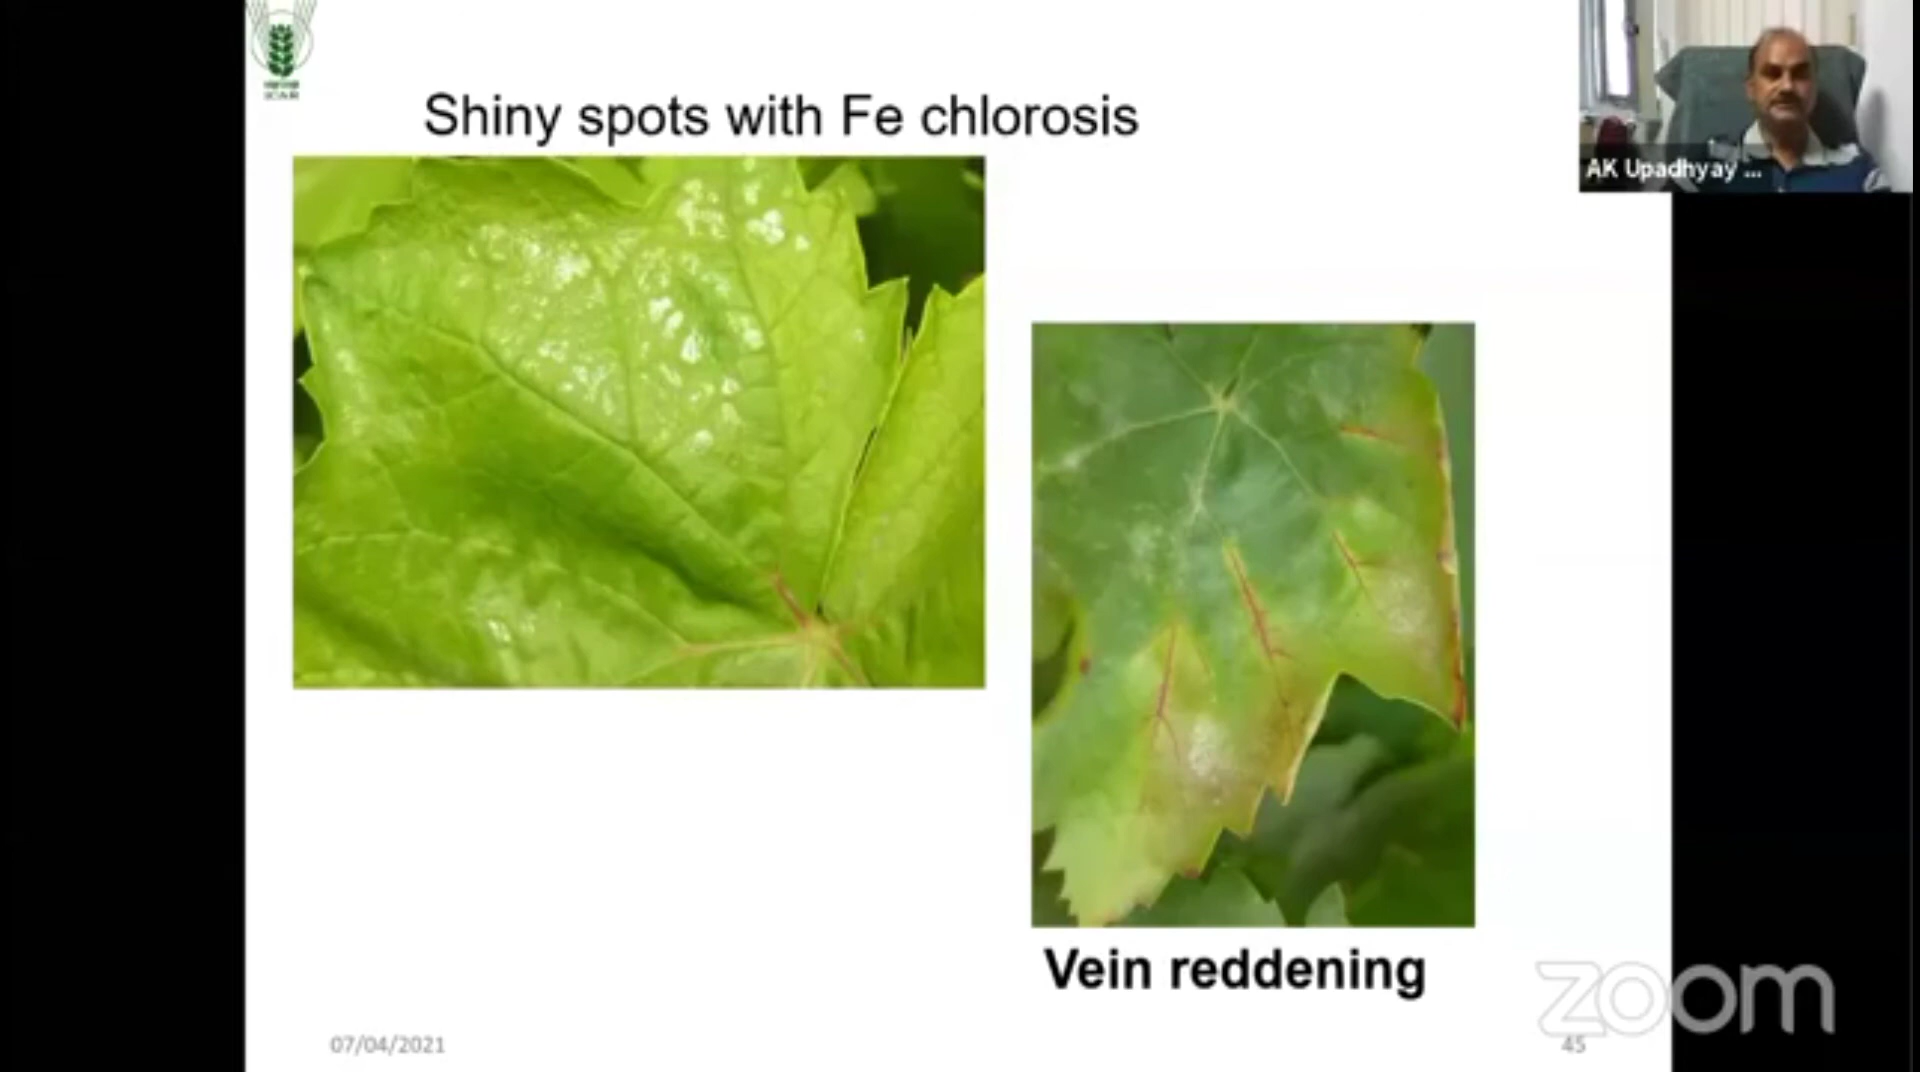 Shiny spots with Fe chlorosis
AK Upadhyay ...
Vein reddening
07/04/2021
45
zoom